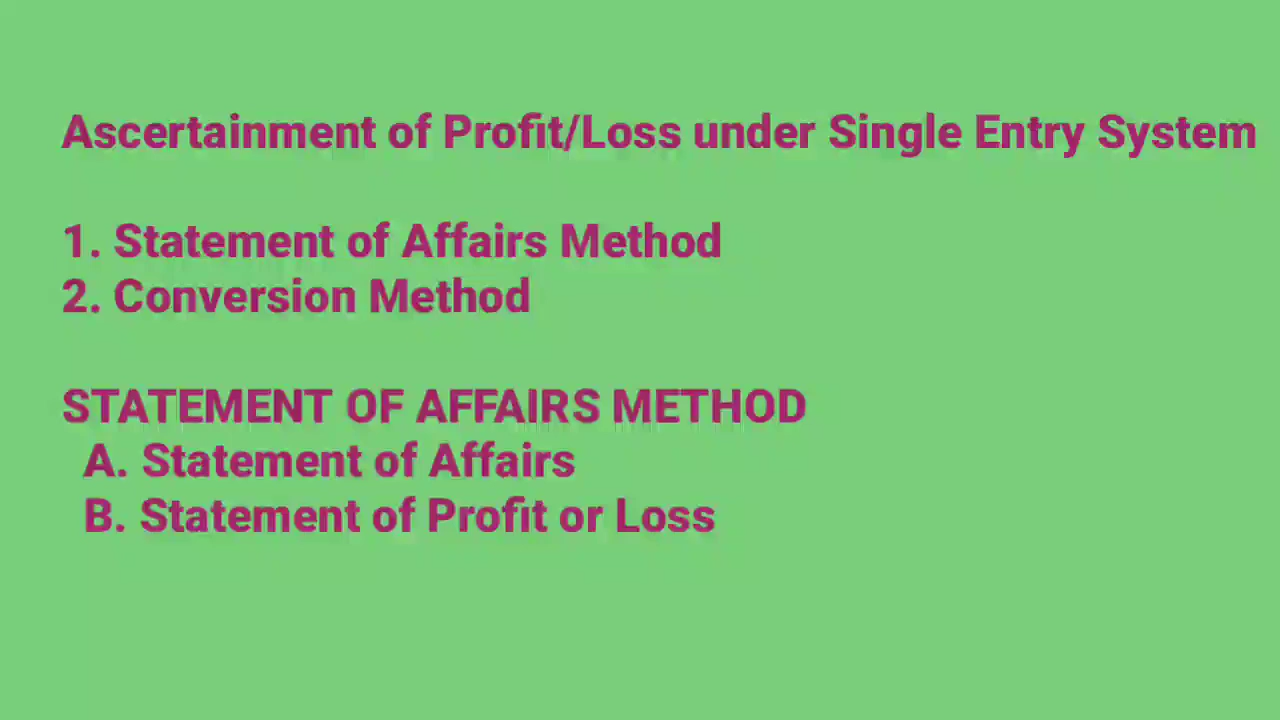 Ascertainment of Profit/Loss under Single Entry System
1. Statement of Affairs Method
2. Conversion Method
STATEMENT OF AFFAIRS METHOD
A. Statement of Affairs
B. Statement of Profit or Loss